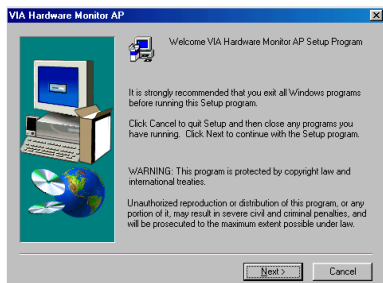 VIA Hardware Monitor AP
Welcome VIA Hardware Monitor AP Setup Program
It is strongly recommended that you exit all Windows programs
before running this Setup program.
Click Cancel to quit Setup and then close any programs you
have running. Click Next to continue with the Setup program.
WARNING: This program is protected by copyright law and
international treaties.
Unauthorized reproduction or distribution of this program, or any
portion of it, may result in severe civil and criminal penalties, and
will be prosecuted to the maximum extent possible under law.
Next >
Cancel